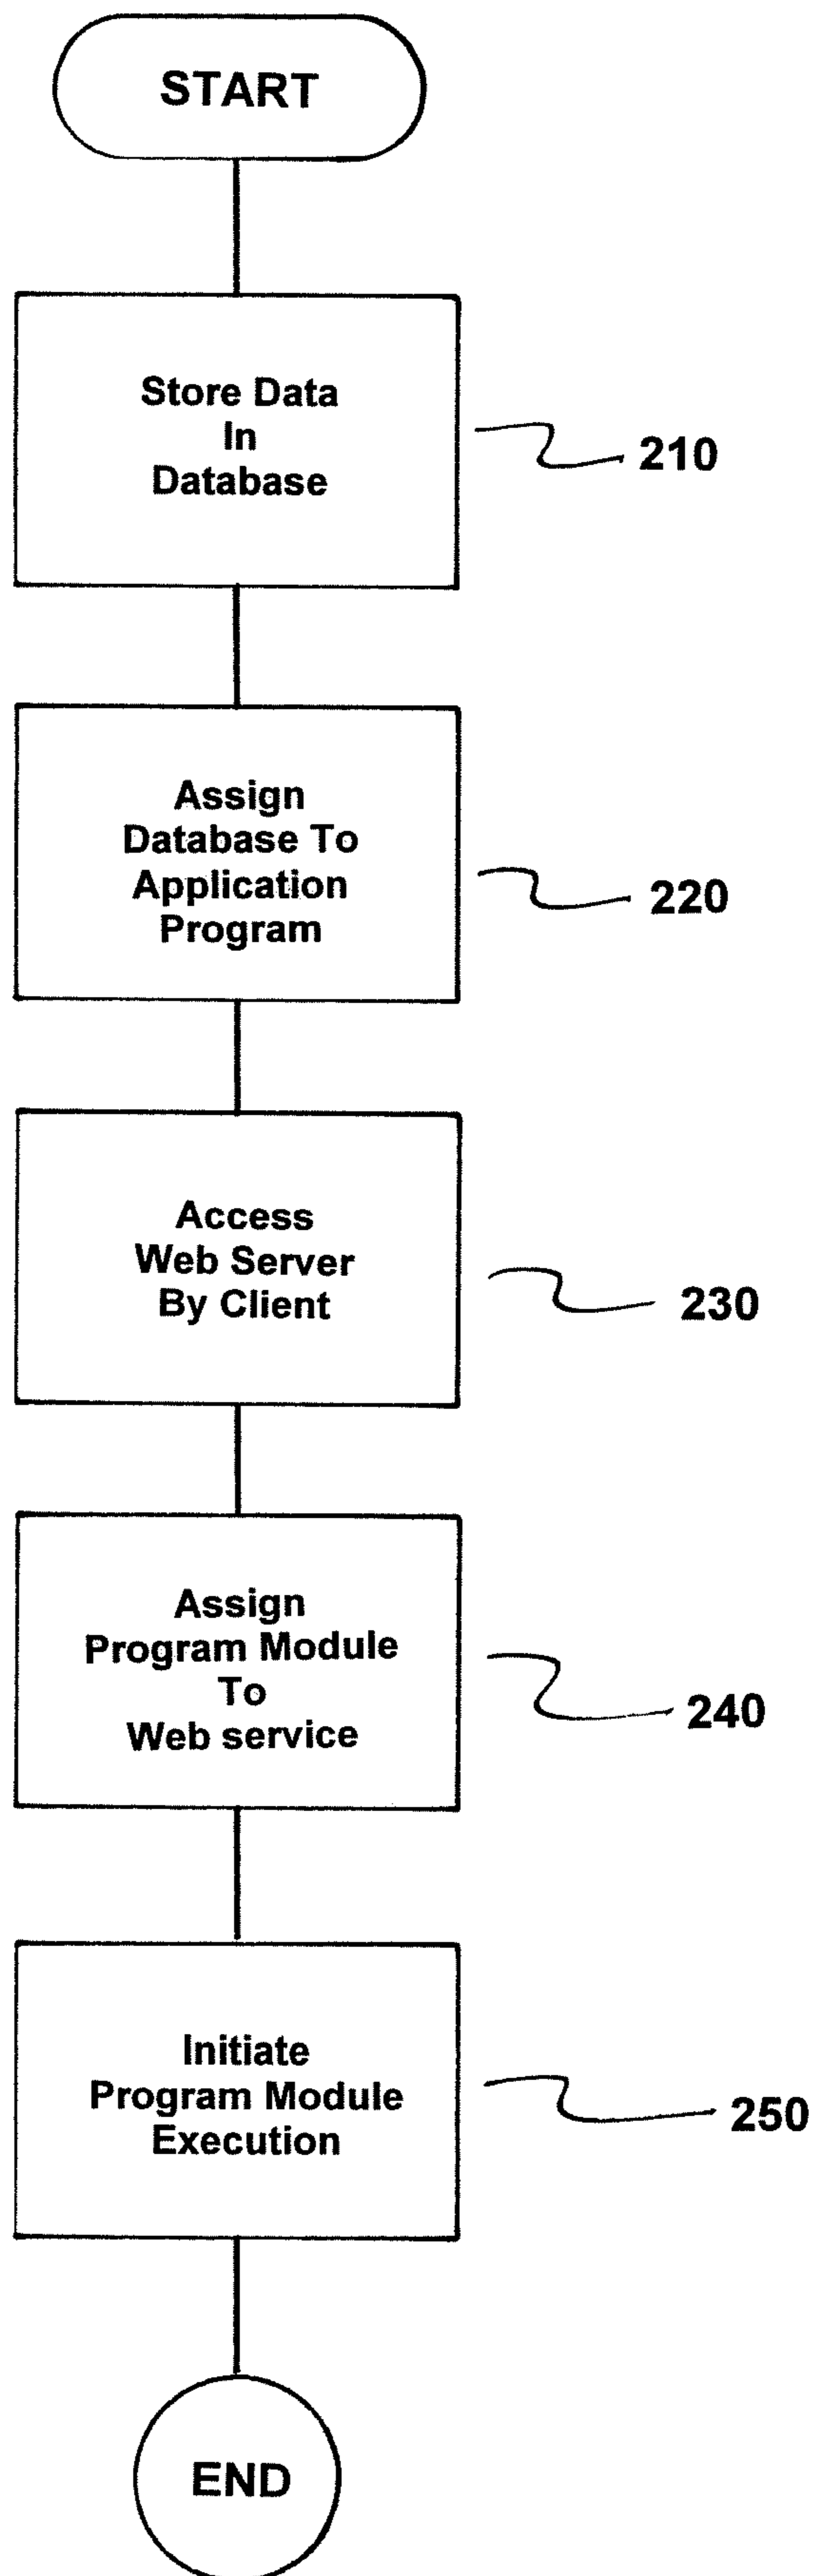 START
Store Data
In
Database
210
Assign
Database To
Application
Program
220
Access
Web Server
By Client
230
Assign
Program Module
To
Web service
240
Initiate
Program Module
Execution
250
END